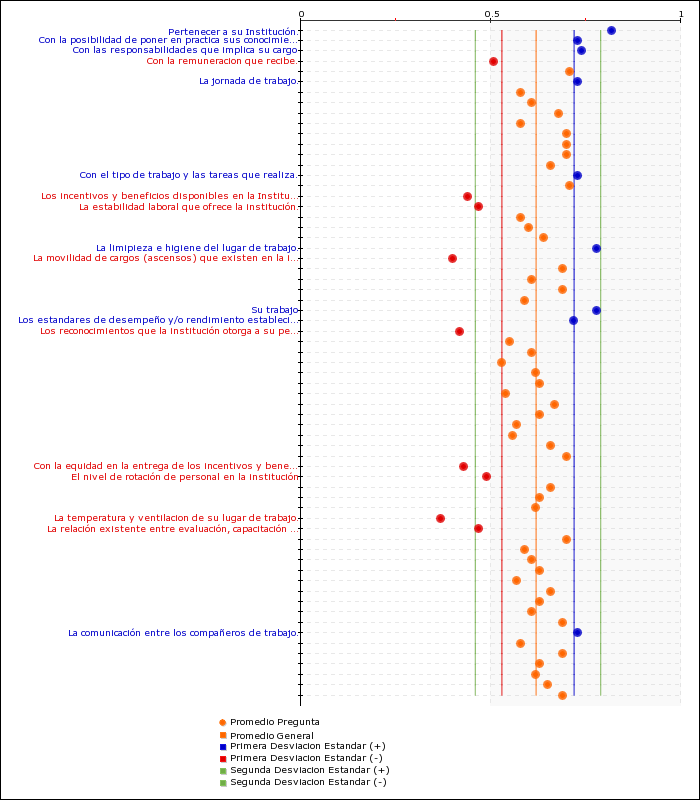 0 0.5 1
Pertenecer a su Institución.
Con la posibilidad de poner en practica sus conocimie...
Con las responsabilidades que implica su cargo
Con la remuneracion que recibe.
La jornada de trabajo.
Con el tipo de trabajo y las tareas que realiza.
Los incentivos y beneficios disponibles en la Institu...
La estabilidad laboral que ofrece la institución.
La limipieza e higiene del lugar de trabajo.
La movilidad de cargos (ascensos) que existen en la i...
Su trabajo
Los estandares de desempeño y/o rendimiento estableci...
Los reconocimientos que la institución otorga a su pe...
Con la equidad en la entrega de los incentivos y bene...
El nivel de rotación de personal en la institución
La temperatura y ventilacion de su lugar de trabajo.
La relación existente entre evaluación, capacitación ...
La comunicación entre los compañeros de trabajo.
Promedio Pregunta
Promedio General
Primera Desviacion Estandar (+)
Primera Desviacion Estandar (-)
Segunda Desviacion Estandar (+)
Segunda Desviacion Estandar (-)